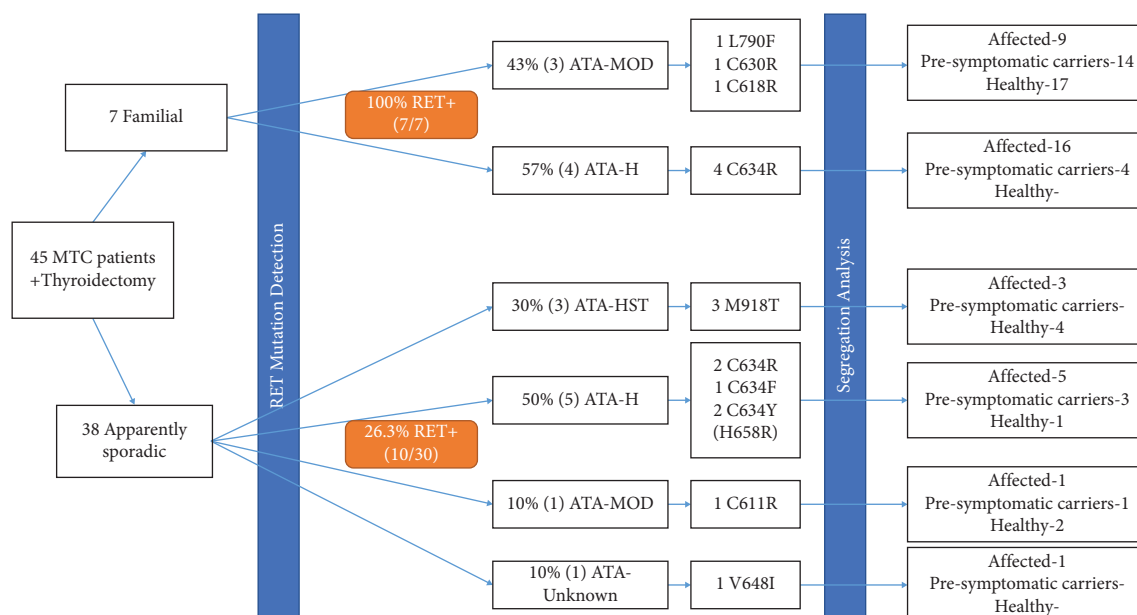 45 MTC patients
+Thyroidectomy
7 Familial
38 Apparently
sporadic
RET Mutation Detection
100% RET+
(7/7)
26.3% RET+
(10/30)
43% (3) ATA-MOD
57% (4) ATA-H
30% (3) ATA-HST
50% (5) ATA-H
10% (1) ATA-MOD
10% (1) ATA-
Unknown
1 L790F
1 C630R
1 C618R
4 C634R
3 M918T
2 C634R
1 C634F
2 C634Y
(H658R)
1 C611R
1 V648I
Segregation Analysis
Affected-9
Pre-symptomatic carriers-14
Healthy-17
Affected-16
Pre-symptomatic carriers-4
Healthy-
Affected-3
Pre-symptomatic carriers-
Healthy-4
Affected-5
Pre-symptomatic carriers-3
Healthy-1
Affected-1
Pre-symptomatic carriers-1
Healthy-2
Affected-1
Pre-symptomatic carriers-
Healthy-